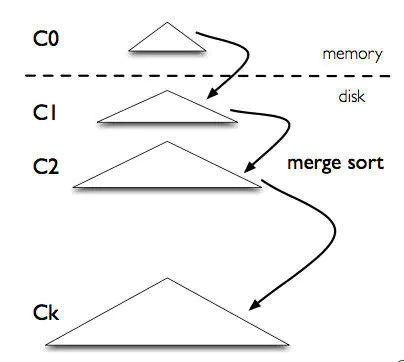 C0
memory
disk
C1
C2
merge sort
Ck